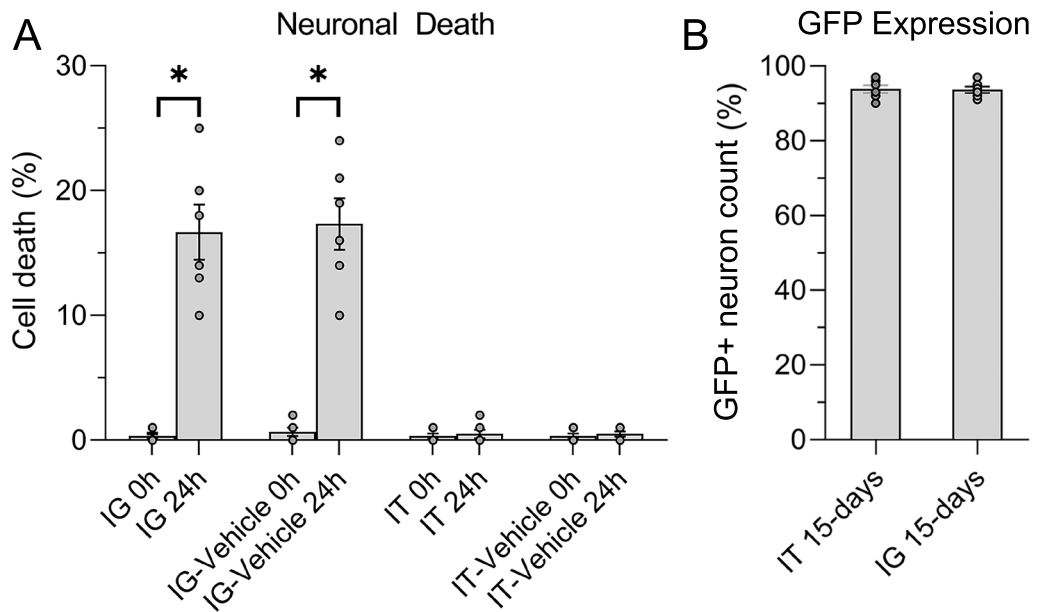 A
Neuronal Death
Cell death (%)
30
20
10
0
*
*
IG 0h
IG 24h
IG-Vehicle 0h
IG-Vehicle 24h
IT 0h
IT 24h
IT-Vehicle 0h
IT-Vehicle 24h
B
GFP Expression
GFP+ neuron count (%)
100
80
60
40
20
0
IT 15-days
IG 15-days